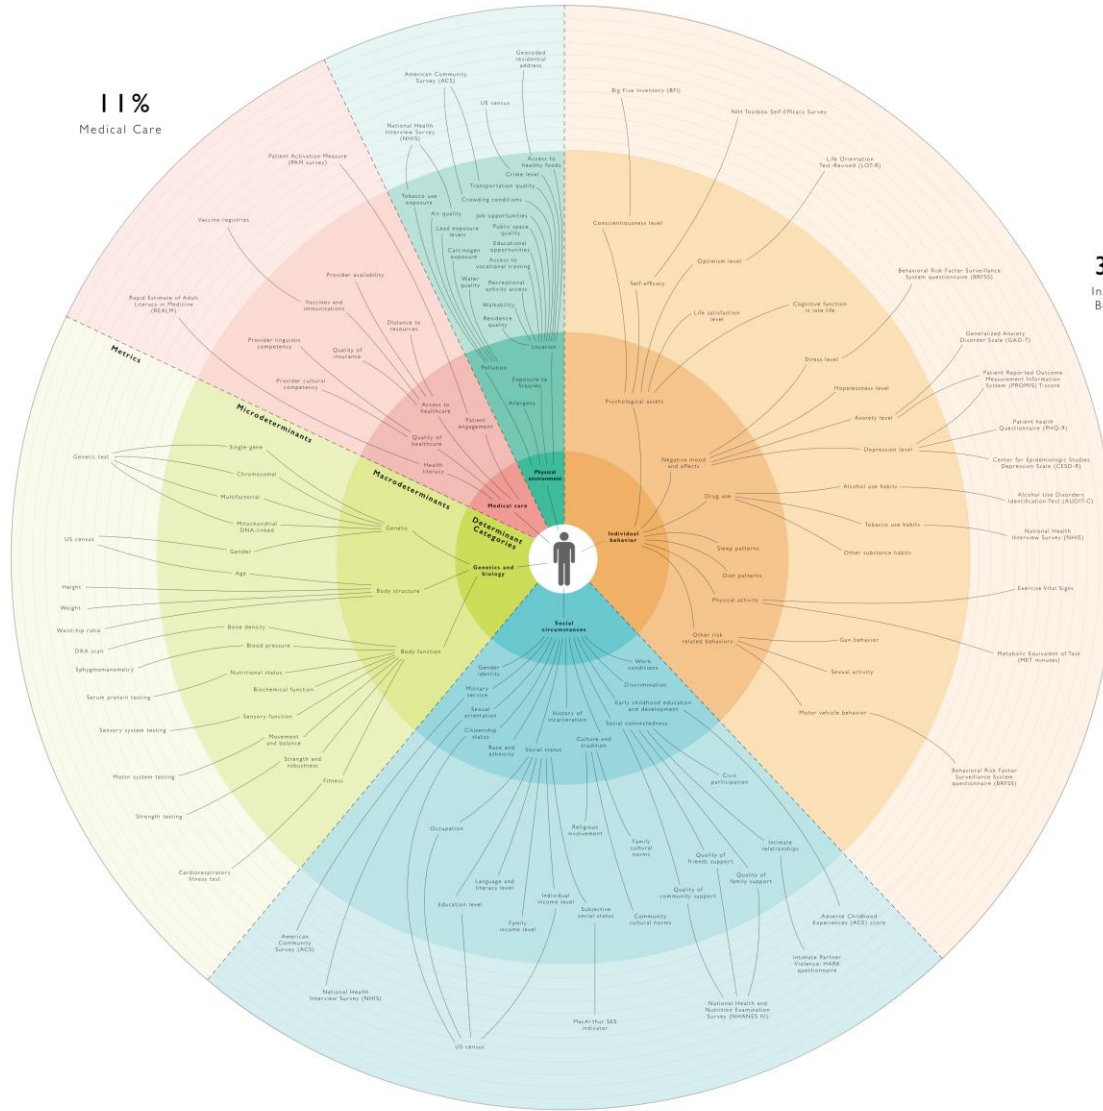 11%
Medical Care
3
In
B
Geocoded
residential
address
American Community
Survey (ACS)
US census
National Health
Interview Survey
(NHIS)
Access to
healthy foods
Crime level
Transportation quality
Tobacco use
exposure
Crowding conditions
Air quality
Job opportunities
Lead exposure
levels
Public space
quality
Educational
opportunities
Carcinogen
exposure
Access to
vocational training
Water
quality
Recreational
activity access
Walkability
Residence
quality
Location
Pollution
Exposure to
firearms
Allergens
Physical
environment
Patient Activation Measure
(PAM survey)
Vaccine registries
Rapid Estimate of Adult
Literacy in Medicine
(REALM)
Provider availability
Vaccines and
immunizations
Distance to
resources
Provider linguistic
competency
Quality of
insurance
Provider cultural
competency
Access to
healthcare
Patient
engagement
Quality of
healthcare
Health
literacy
Medical care
Metrics
Microdeterminants
Macrodeterminants
Determinant
Categories
Big Five Inventory (BFI)
NIH Toolbox Self-Efficacy Survey
Life Orientation
Test-Revised (LOT-R)
Conscientiousness level
Optimism level
Self-efficacy
Behavioral Risk Factor Surveillance
System questionnaire (BRFSS)
Cognitive function
in late life
Life satisfaction
level
Generalized Anxiety
Disorder Scale (GAD-7)
Stress level
Patient Reported Outcome
Measurement Information
System (PROMIS) T-score
Hopelessness level
Psychological assets
Anxiety level
Patient health
Questionnaire (PHQ-9)
Depression level
Center for Epidemiologic Studies
Depression Scale (CESD-R)
Negative mood
and affects
Alcohol use habits
Alcohol Use Disorders
Identification Test (AUDIT-C)
Drug use
Tobacco use habits
National Health
Interview Survey (NHIS)
Individual
behavior
Sleep patterns
Other substance habits
Diet patterns
Exercise Vital Signs
Physical activity
Other risk
related behaviors
Gun behavior
Metabolic Equivalent of Task
(MET minutes)
Sexual activity
Motor vehicle behavior
Behavioral Risk Factor
Surveillance System
questionnaire (BRFSS)
Genetic test
Single-gene
Chromosomal
Multifactorial
Mitochondrial
DNA-linked
Genetic
US census
Gender
Age
Genetics and
biology
Height
Body structure
Weight
Waist-hip ratio
Bone density
DXA scan
Blood pressure
Body function
Sphygmomanometry
Nutritional status
Serum protein testing
Biochemical function
Sensory function
Sensory system testing
Movement
and balance
Strength and
robustness
Motor system testing
Fitness
Strength testing
Cardiorespiratory
fitness test
Social
circumstances
Work
conditions
Gender
identity
Discrimination
Military
service
Early childhood education
and development
Sexual
orientation
History of
incarceration
Social connectedness
Citizenship
status
Race and
ethnicity
Social status
Culture and
tradition
Civic
participation
Occupation
Religious
involvement
Family
cultural
norms
Intimate
relationships
Quality of
friends support
Quality of
family support
Language and
literacy level
Quality of
community support
Education level
Individual
income level
Subjective
social status
Family
income level
Community
cultural norms
Adverse Childhood
Experiences (ACE) score
American
Community
Survey (ACS)
Intimate Partner
Violence: HARK
questionnaire
National Health
Interview Survey (NHIS)
National Health and
Nutrition Examination
Survey (NHANES III)
MacArthur SES
indicator
US census